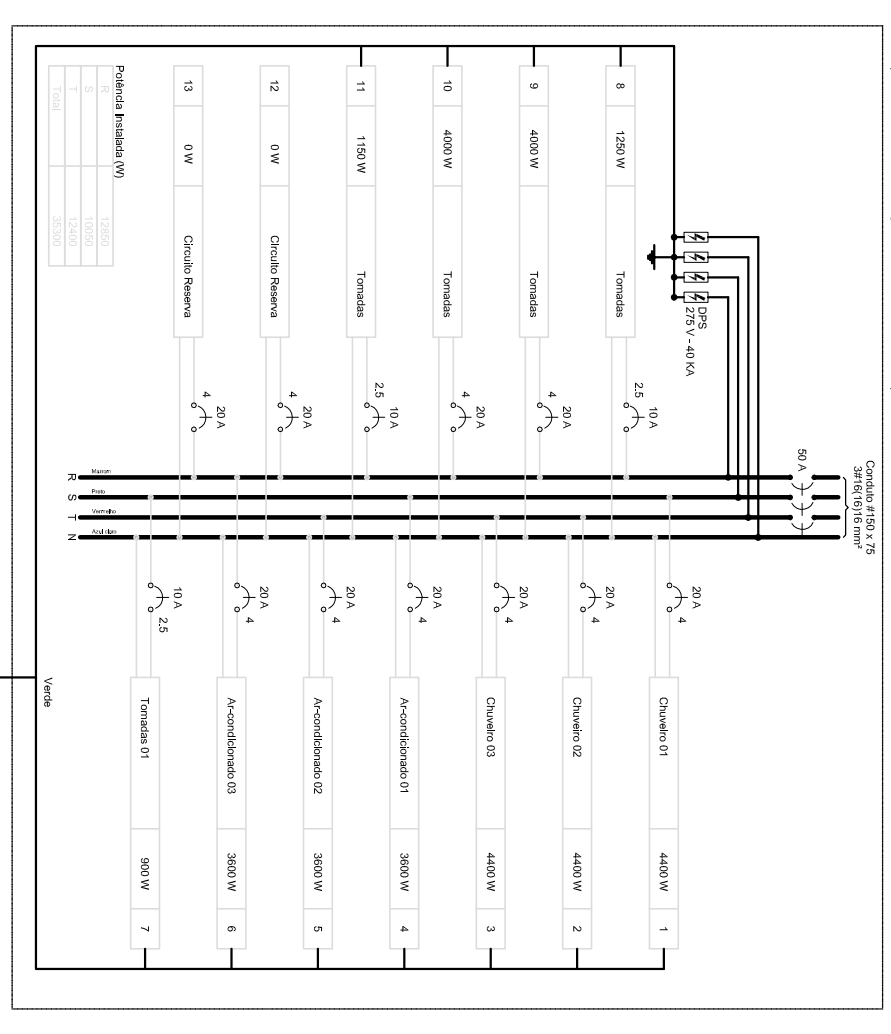 Conduto #150 x 75
3#16(16)16 mm²
50 A
DPS
275 V - 40 KA
8 1250 W Tomadas
10 A
2.5
20 A
4
Chuveiro 01 4400 W 1
9 4000 W Tomadas
20 A
4
20 A
4
Chuveiro 02 4400 W 2
10 4000 W Tomadas
20 A
4
20 A
4
Chuveiro 03 4400 W 3
11 1150 W Tomadas
10 A
2.5
20 A
4
Ar-condicionado 01 3600 W 4
12 0 W Circuito Reserva
20 A
4
20 A
4
Ar-condicionado 02 3600 W 5
13 0 W Circuito Reserva
20 A
4
20 A
4
Ar-condicionado 03 3600 W 6
10 A
2.5
Tomadas 01 900 W 7
Marrom
Preto
Vermelho
Azul claro
R S T N
Potência Instalada (W)
R 12850
S 10050
T 12400
Total 35300
Verde